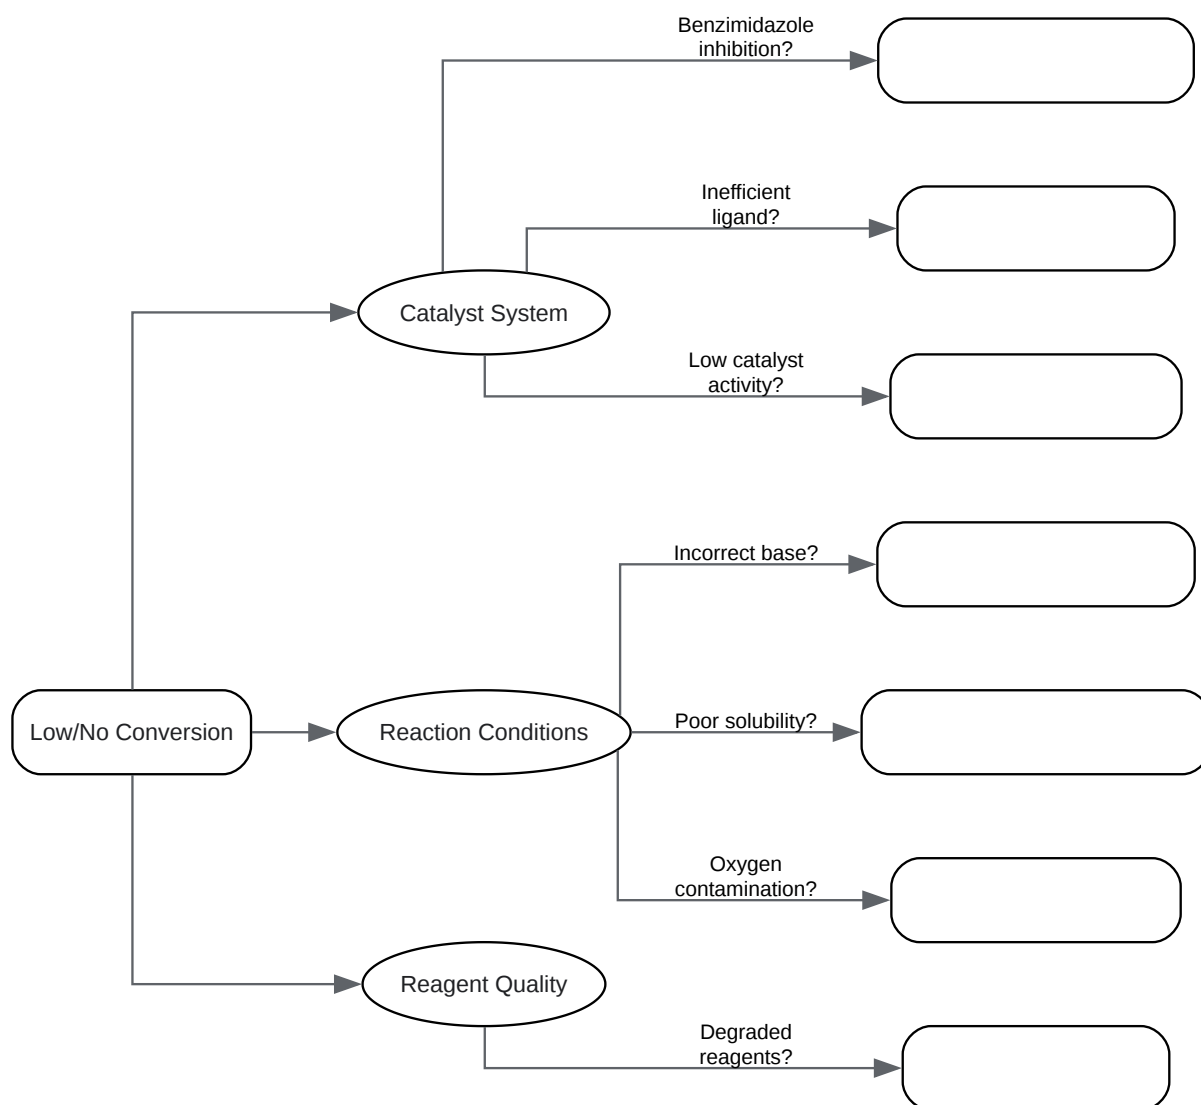 Benzimidazole
inhibition?
Inefficient
ligand?
Catalyst System
Low catalyst
activity?
Incorrect base?
Low/No Conversion
Reaction Conditions
Poor solubility?
Oxygen
contamination?
Reagent Quality
Degraded
reagents?